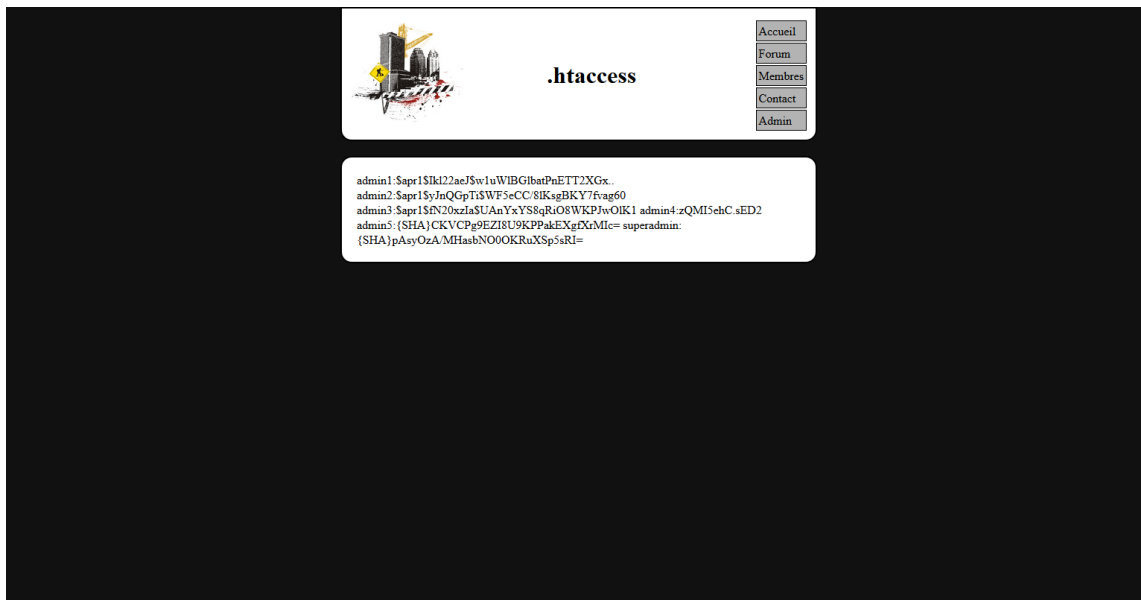 .htaccess
Accueil
Forum
Membres
Contact
Admin
admin1:$apr1$Ikl22aeJ$w1uWlBGlbatPnETT2XGx..
admin2:$apr1$yJnQGpTi$WF5eCC/8lKsgBKY7fvag60
admin3:$apr1$fN20xzIa$UAnYxYS8qRiO8WKPJwOlK1 admin4:zQMI5ehC.sED2
admin5:{SHA}CKVCPg9EZI8U9KPPakEXgfXrMIc= superadmin:
{SHA}pAsyOzA/MHasbNO0OKRuXSp5sRI=